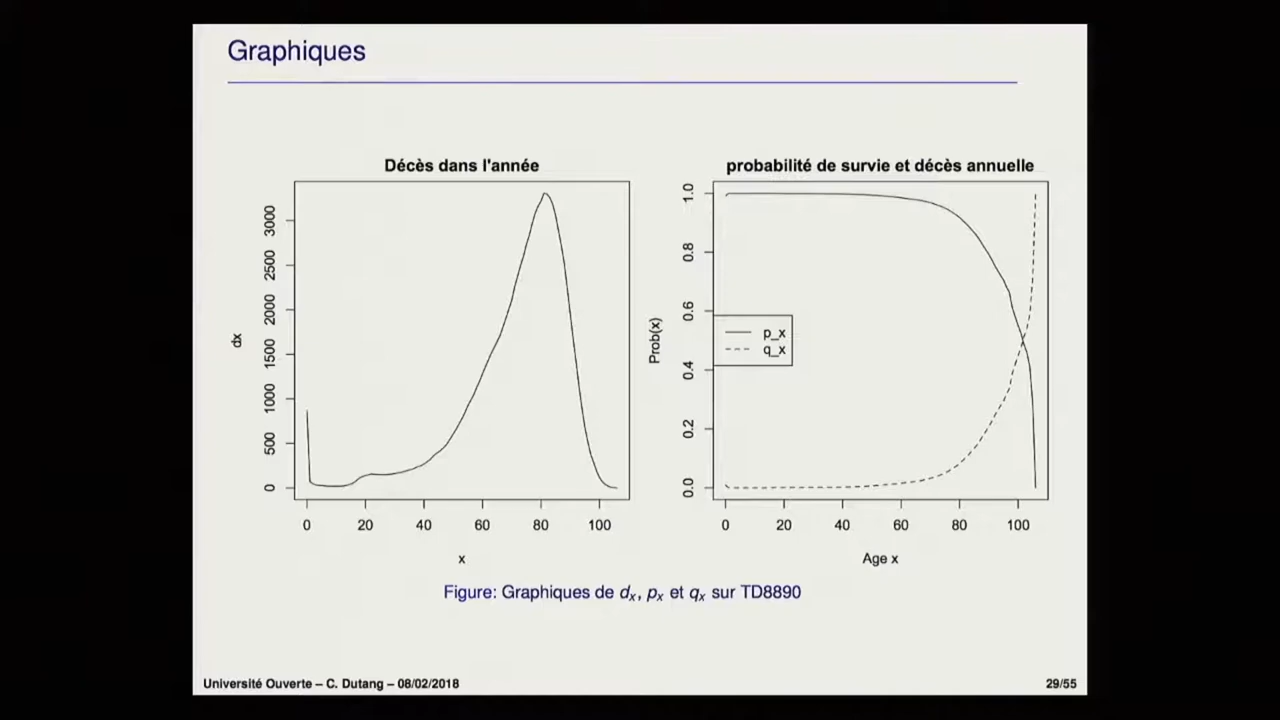 Graphiques
Décès dans l'année
dx
3000
2500
2000
1500
1000
500
0
0 20 40 60 80 100
x
probabilité de survie et décès annuelle
Prob(x)
1.0
0.8
0.6
0.4
0.2
0.0
p_x
q_x
0 20 40 60 80 100
Age x
Figure: Graphiques de dx, px et qx sur TD8890
Université Ouverte – C. Dutang – 08/02/2018
29/55